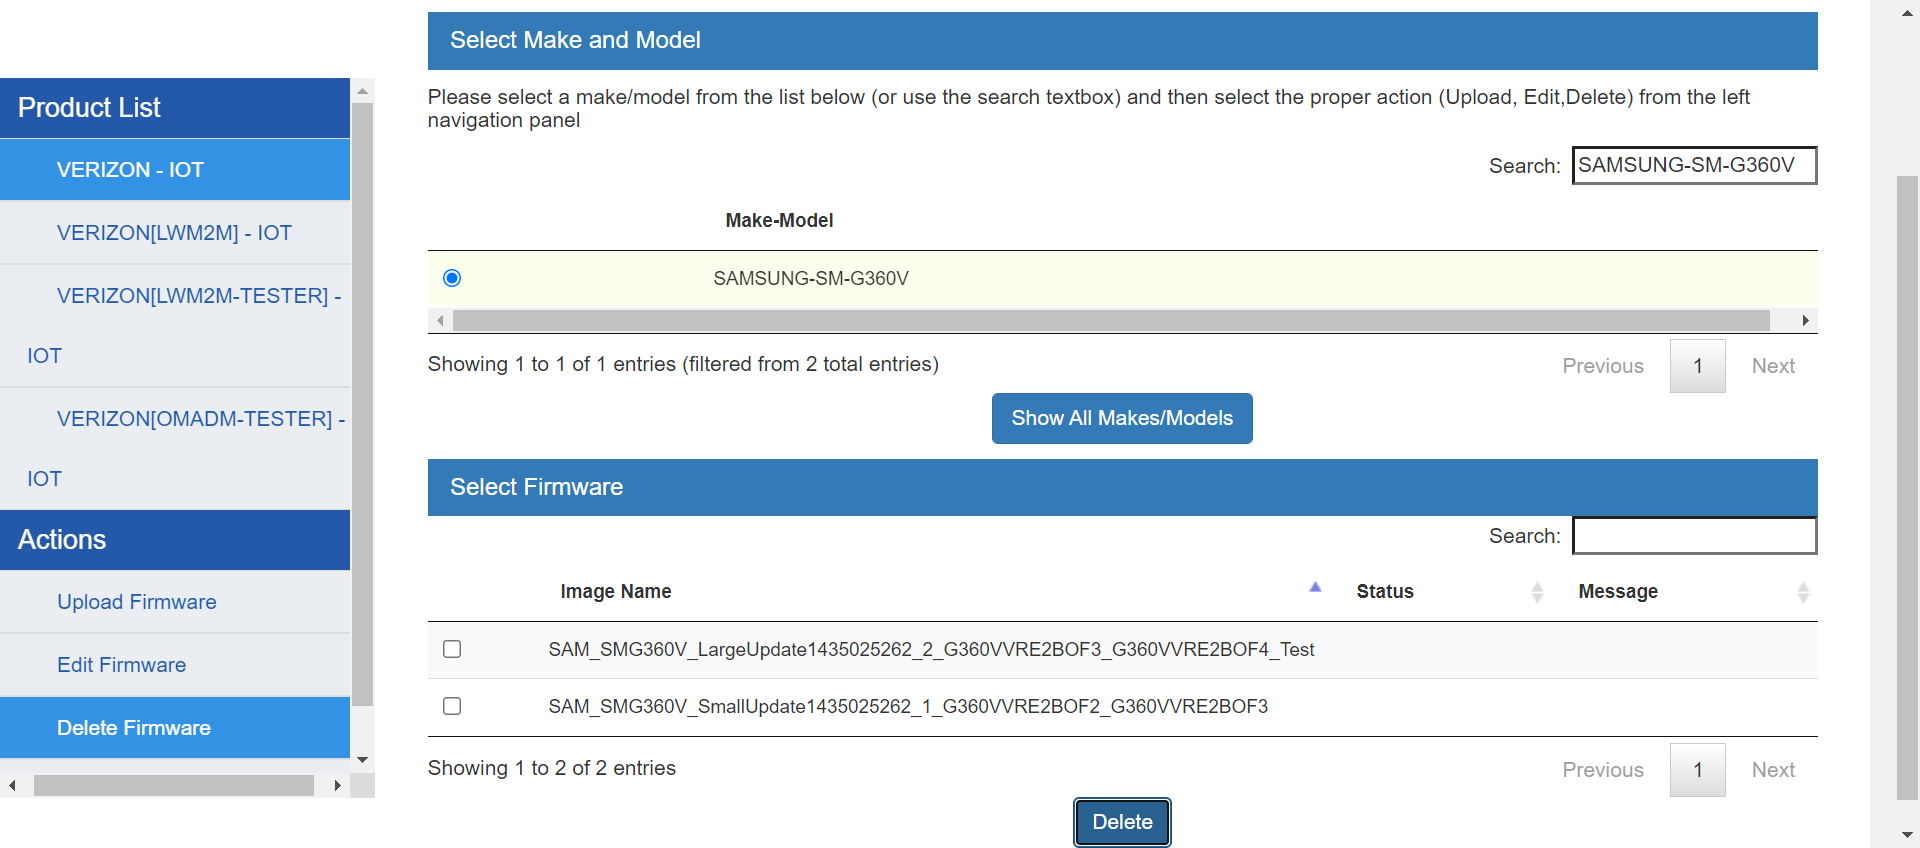 Product List
VERIZON - IOT
VERIZON[LWM2M] - IOT
VERIZON[LWM2M-TESTER] -
IOT
VERIZON[OMADM-TESTER] -
IOT
Actions
Upload Firmware
Edit Firmware
Delete Firmware
Select Make and Model
Please select a make/model from the list below (or use the search textbox) and then select the proper action (Upload, Edit,Delete) from the left
navigation panel
Search: SAMSUNG-SM-G360V
Make-Model
SAMSUNG-SM-G360V
Showing 1 to 1 of 1 entries (filtered from 2 total entries)
Previous 1 Next
Show All Makes/Models
Select Firmware
Search:
Image Name Status Message
SAM_SMG360V_LargeUpdate1435025262_2_G360VVRE2BOF3_G360VVRE2BOF4_Test
SAM_SMG360V_SmallUpdate1435025262_1_G360VVRE2BOF2_G360VVRE2BOF3
Showing 1 to 2 of 2 entries
Previous 1 Next
Delete